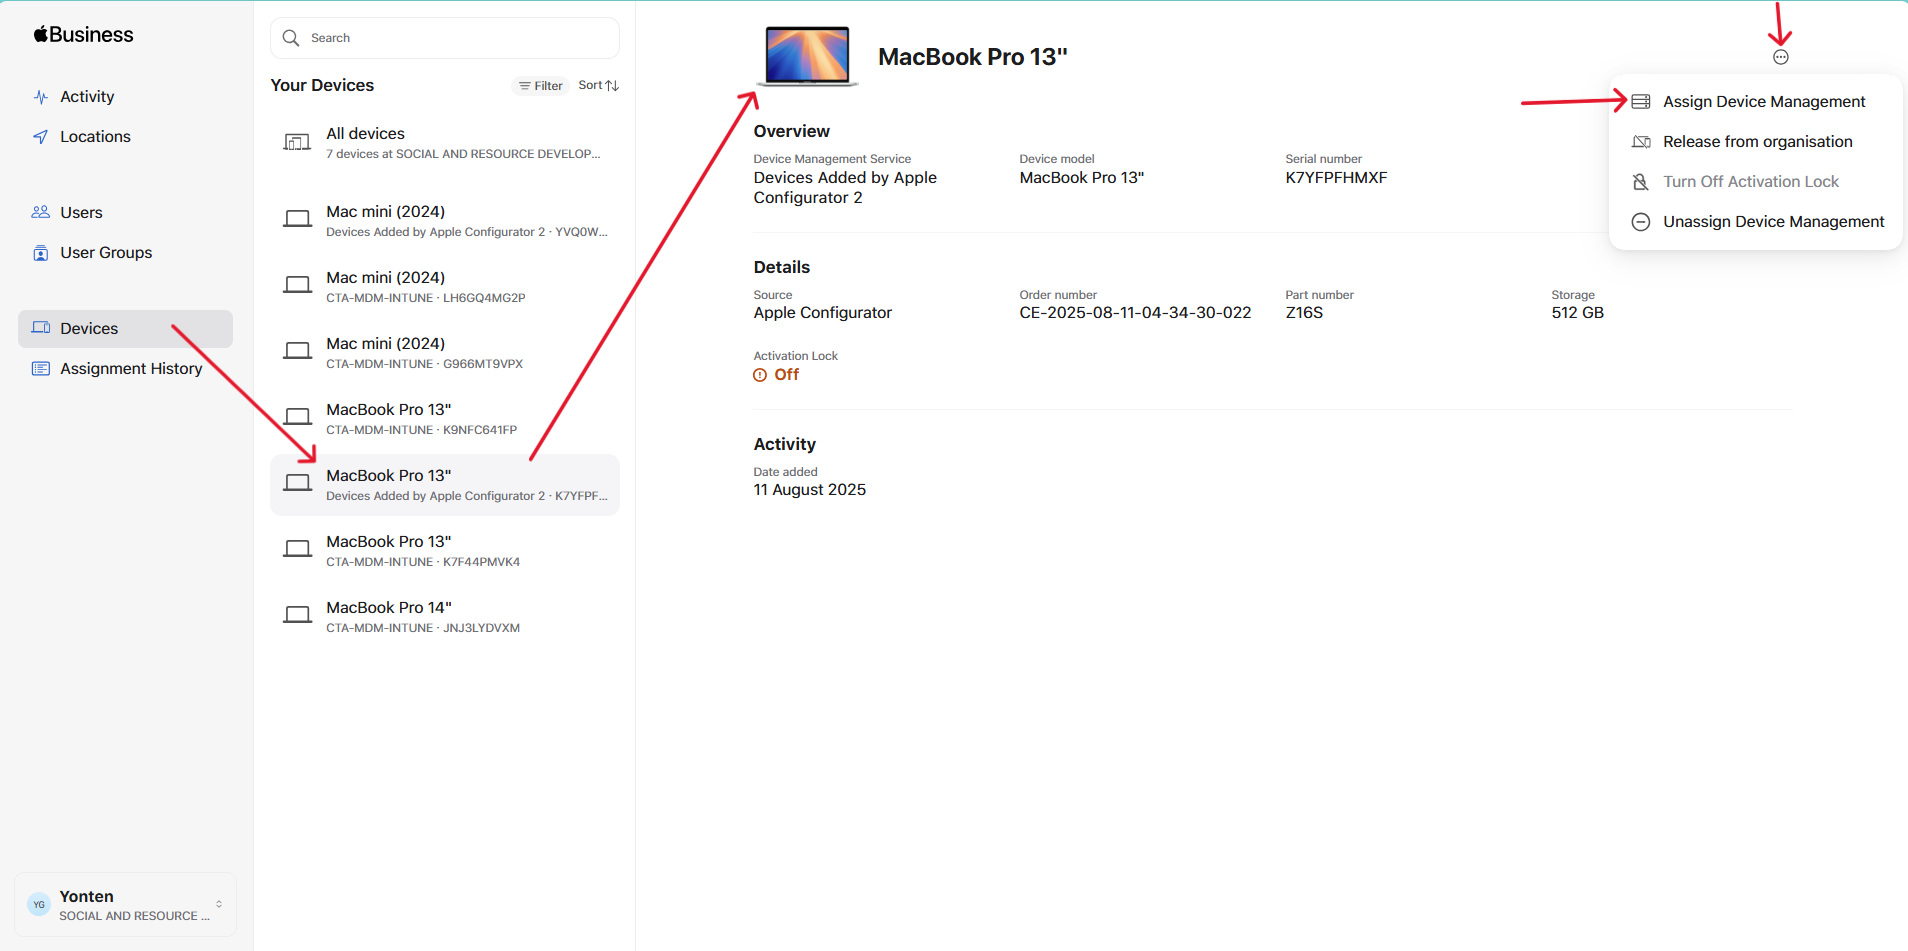 Business
Activity
Locations
Users
User Groups
Devices
Assignment History
YG
Yonten
SOCIAL AND RESOURCE ...
Search
Your Devices
Filter
Sort
All devices
7 devices at SOCIAL AND RESOURCE DEVELOP...
Mac mini (2024)
Devices Added by Apple Configurator 2 · YVQ0W...
Mac mini (2024)
CTA-MDM-INTUNE · LH6GQ4MG2P
Mac mini (2024)
CTA-MDM-INTUNE · G966MT9VPX
MacBook Pro 13"
CTA-MDM-INTUNE · K9NFC641FP
MacBook Pro 13"
Devices Added by Apple Configurator 2 · K7YFPF...
MacBook Pro 13"
CTA-MDM-INTUNE · K7F44PMVK4
MacBook Pro 14"
CTA-MDM-INTUNE · JNJ3LYDVXM
MacBook Pro 13"
Assign Device Management
Release from organisation
Turn Off Activation Lock
Unassign Device Management
Overview
Device Management Service
Devices Added by Apple
Configurator 2
Device model
MacBook Pro 13"
Serial number
K7YFPFHMXF
Details
Source
Apple Configurator
Order number
CE-2025-08-11-04-34-30-022
Part number
Z16S
Storage
512 GB
Activation Lock
Off
Activity
Date added
11 August 2025